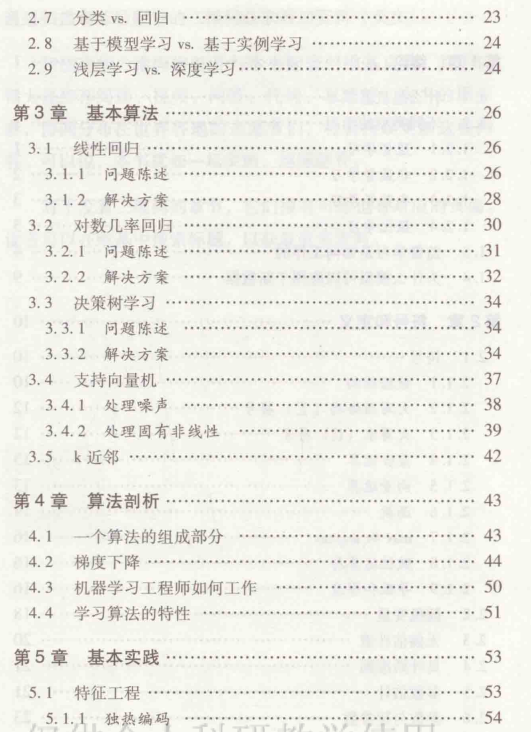 2.7 分类 vs. 回归 …… 23
2.8 基于模型学习 vs. 基于实例学习 …… 24
2.9 浅层学习 vs. 深度学习 …… 24
第3章 基本算法 …… 26
3.1 线性回归 …… 26
3.1.1 问题陈述 …… 26
3.1.2 解决方案 …… 28
3.2 对数几率回归 …… 30
3.2.1 问题陈述 …… 31
3.2.2 解决方案 …… 32
3.3 决策树学习 …… 34
3.3.1 问题陈述 …… 34
3.3.2 解决方案 …… 34
3.4 支持向量机 …… 37
3.4.1 处理噪声 …… 38
3.4.2 处理固有非线性 …… 39
3.5 k近邻 …… 42
第4章 算法剖析 …… 43
4.1 一个算法的组成部分 …… 43
4.2 梯度下降 …… 44
4.3 机器学习工程师如何工作 …… 50
4.4 学习算法的特性 …… 51
第5章 基本实践 …… 53
5.1 特征工程 …… 53
5.1.1 独热编码 …… 54